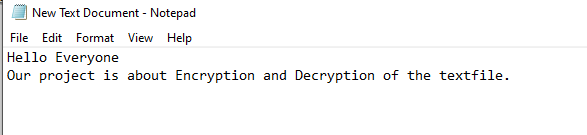 New Text Document - Notepad
File Edit Format View Help
Hello Everyone
Our project is about Encryption and Decryption of the textfile.